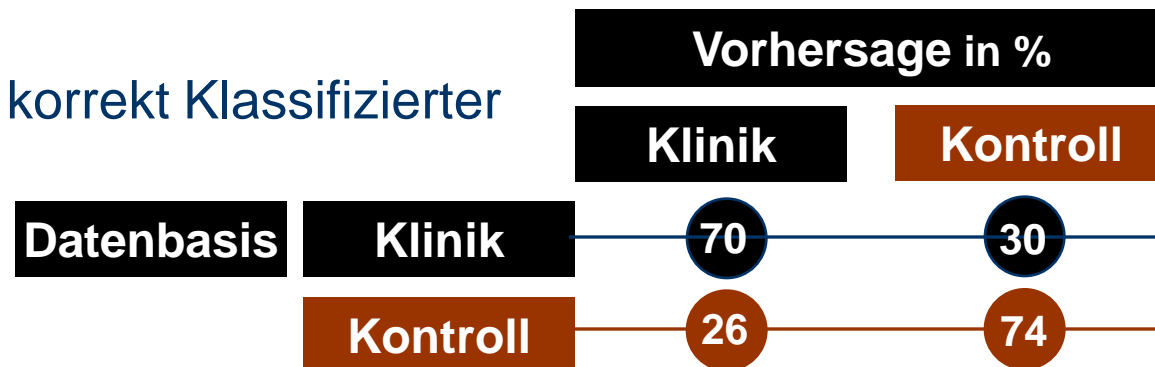 Vorhersage in %
korrekt Klassifizierter
Klinik Kontroll
Datenbasis Klinik 70 30
Kontroll 26 74